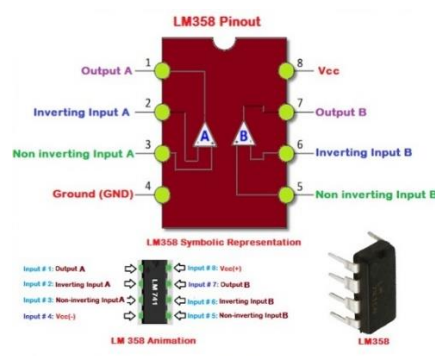 LM358 Pinout
Output A 1
8 Vcc
Inverting Input A 2
7 Output B
Non inverting Input A 3
6 Inverting Input B
Ground (GND) 4
5 Non inverting Input B
A B
LM358 Symbolic Representation
Input # 1: Output A
Input # 2: Inverting Input A
Input # 3: Non-inverting Input A
Input # 4: Vcc(-)
LM 741
Input # 8: Vcc(+)
Input # 7: Output B
Input # 6: Inverting Input B
Input # 5: Non-inverting Input B
LM 358 Animation
LM358